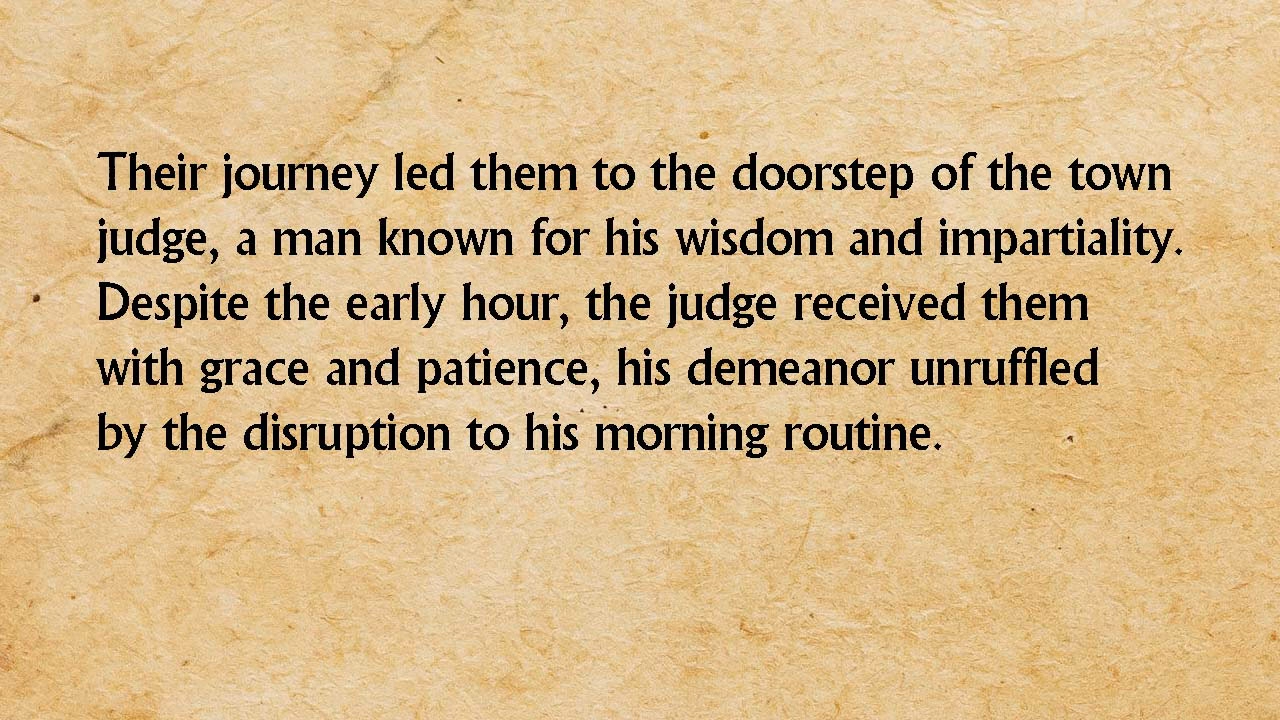 Their journey led them to the doorstep of the town
judge, a man known for his wisdom and impartiality.
Despite the early hour, the judge received them
with grace and patience, his demeanor unruffled
by the disruption to his morning routine.